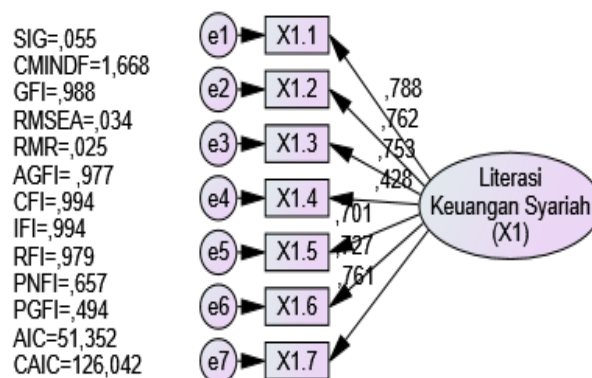 SIG=,055
CMINDF=1,668
GFI=,988
RMSEA=,034
RMR=,025
AGFI= ,977
CFI=,994
IFI=,994
RFI=,979
PNFI=,657
PGFI=,494
AIC=51,352
CAIC=126,042
e1 X1.1
e2 X1.2
e3 X1.3
e4 X1.4
e5 X1.5
e6 X1.6
e7 X1.7
,788
,762
,753
,428
,701
,727
,761
Literasi
Keuangan Syariah
(X1)